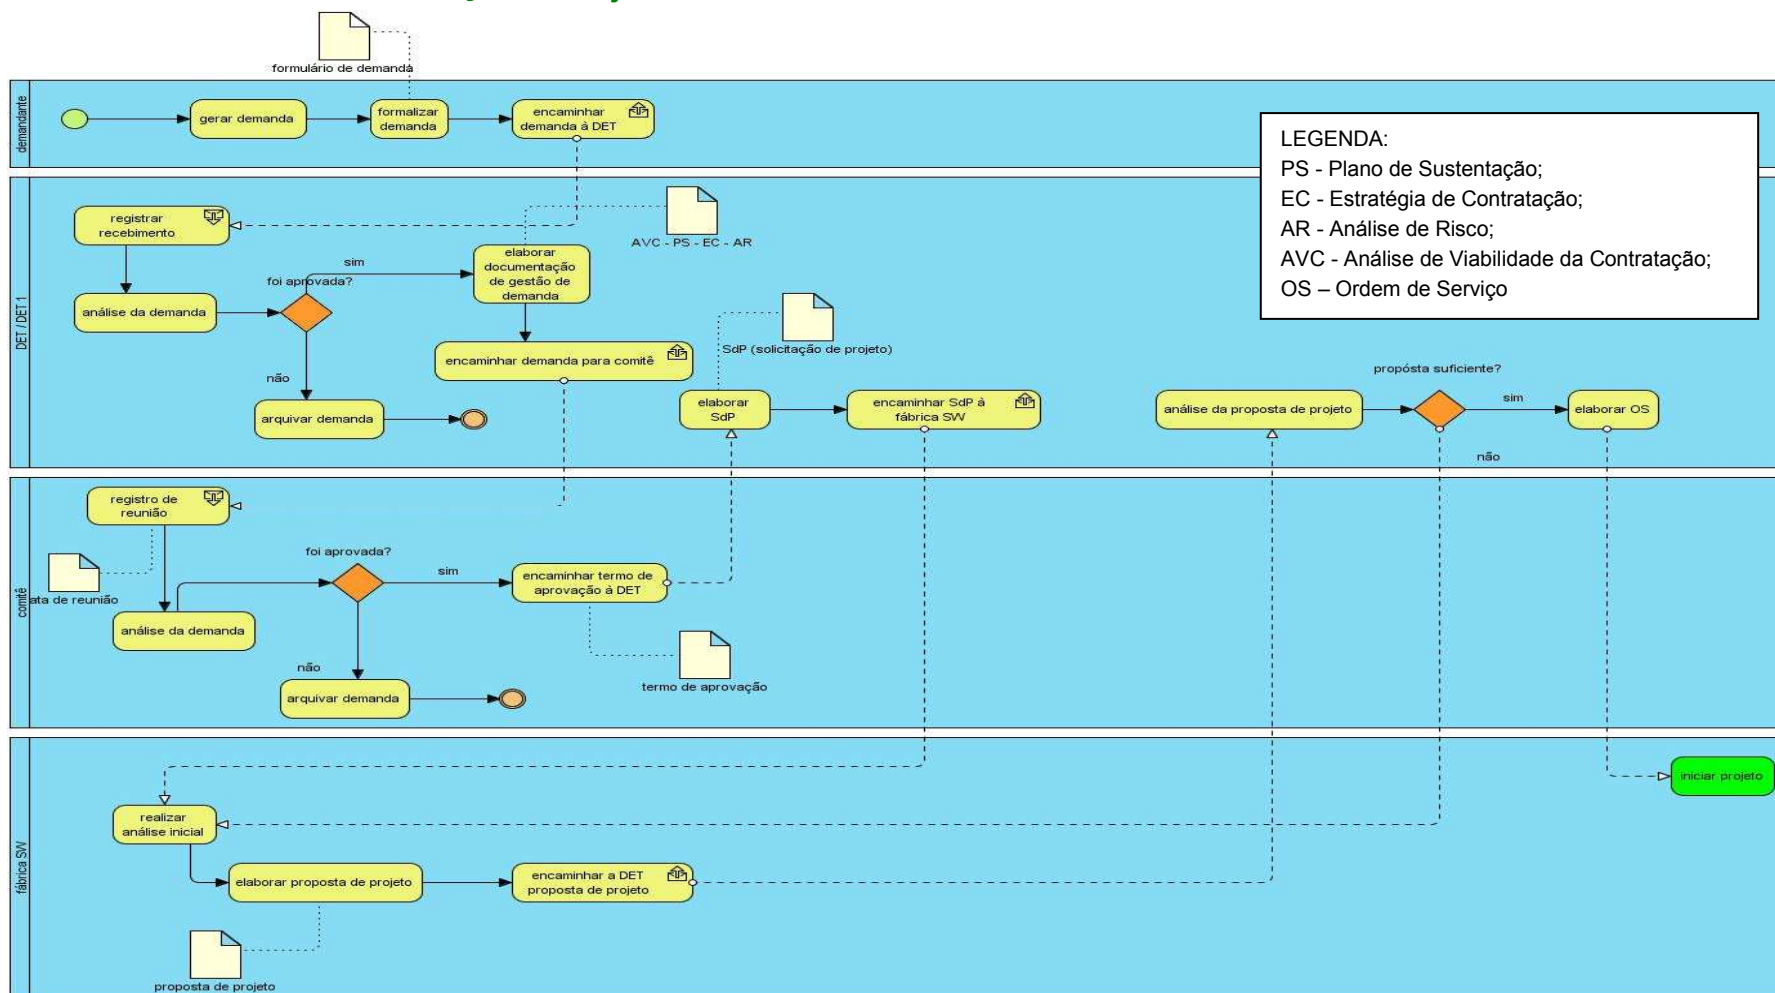 formulário de demanda
demandante
gerar demanda
formalizar
demanda
encaminhar
demanda à DET
LEGENDA:
PS - Plano de Sustentação;
EC - Estratégia de Contratação;
AR - Análise de Risco;
AVC - Análise de Viabilidade da Contratação;
OS – Ordem de Serviço
DET / DET 1
registrar
recebimento
AVC - PS - EC - AR
análise da demanda
foi aprovada?
sim
elaborar
documentação
de gestão de
demanda
encaminhar demanda para comitê
não
arquivar demanda
SdP (solicitação de projeto)
elaborar
SdP
encaminhar SdP à
fábrica SW
análise da proposta de projeto
propósta suficiente?
sim
elaborar OS
não
comitê
registro de
reunião
ata de reunião
análise da demanda
foi aprovada?
sim
encaminhar termo de
aprovação à DET
termo de aprovação
não
arquivar demanda
fábrica SW
iniciar projeto
realizar
análise inicial
elaborar proposta de projeto
encaminhar a DET
proposta de projeto
proposta de projeto